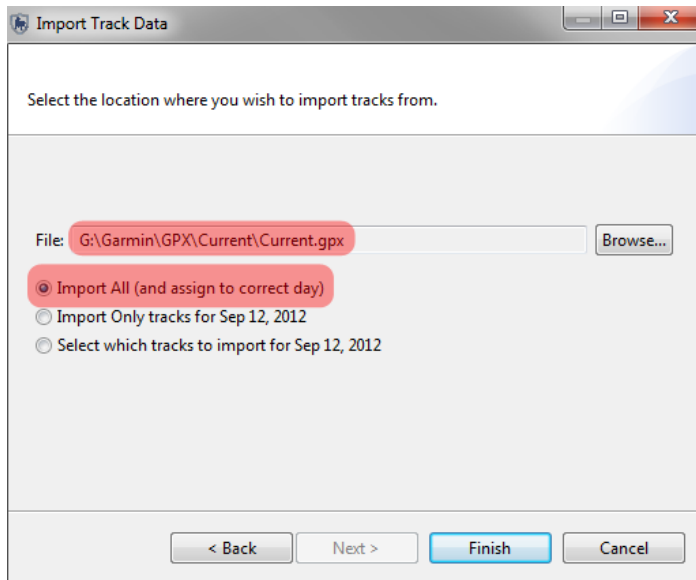 Import Track Data
Select the location where you wish to import tracks from.
File: G:\Garmin\GPX\Current\Current.gpx Browse...
Import All (and assign to correct day)
Import Only tracks for Sep 12, 2012
Select which tracks to import for Sep 12, 2012
< Back Next > Finish Cancel